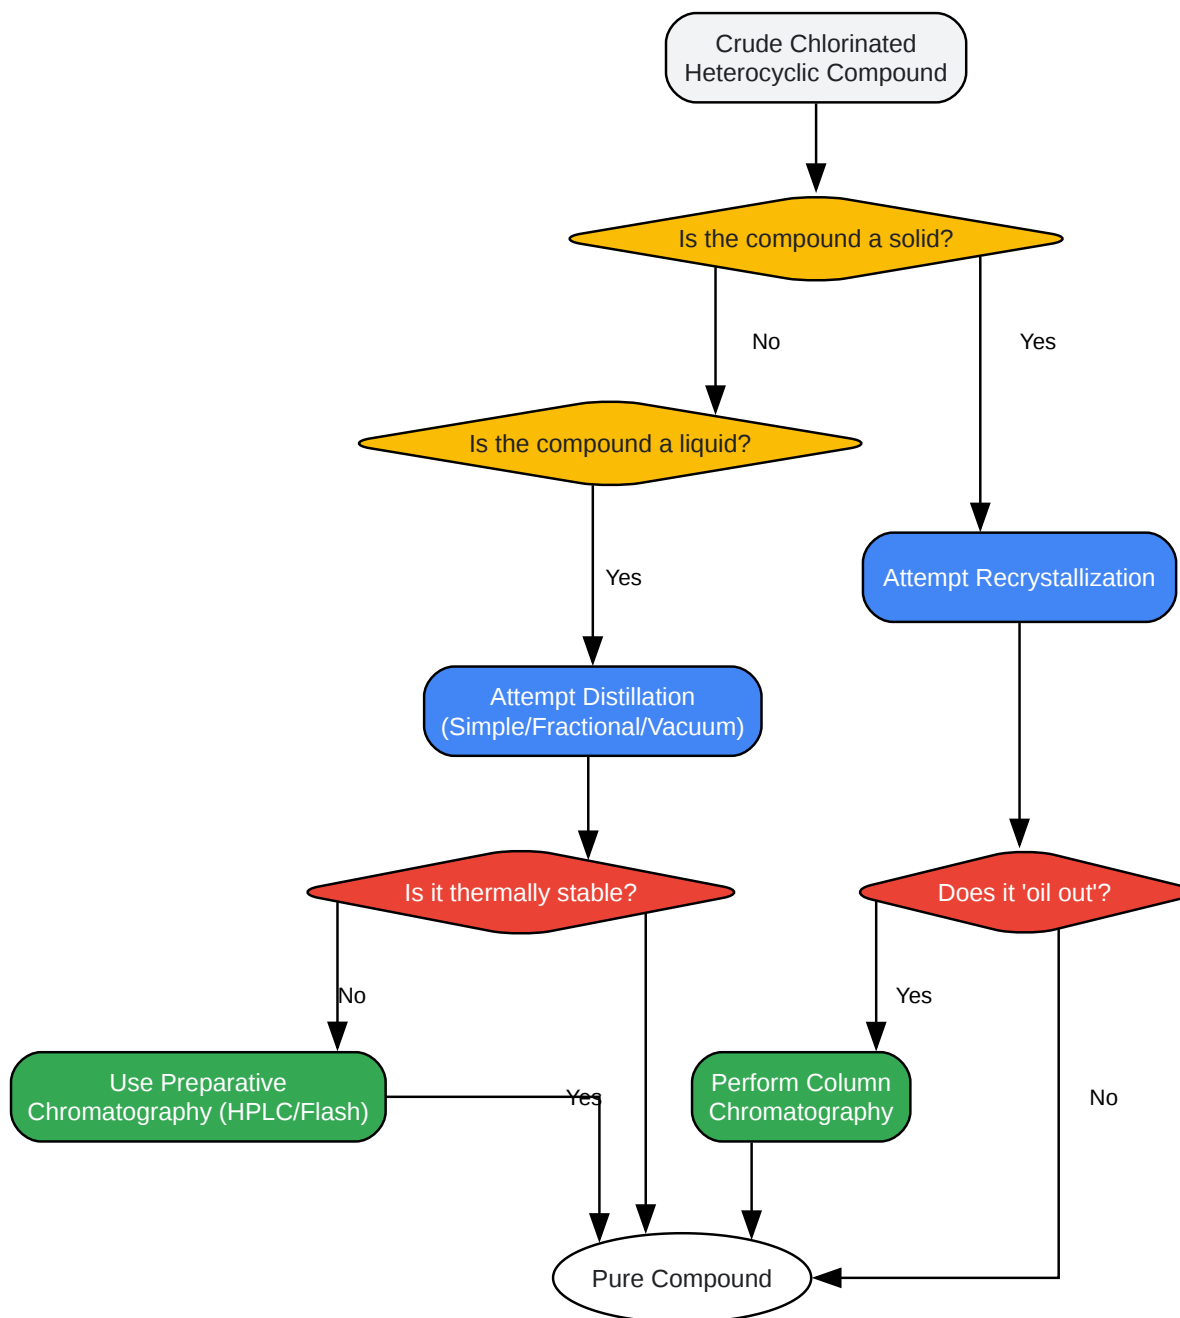 Crude Chlorinated
Heterocyclic Compound
Is the compound a solid?
No
Yes
Is the compound a liquid?
Yes
Attempt Recrystallization
Attempt Distillation
(Simple/Fractional/Vacuum)
Is it thermally stable?
Does it 'oil out'?
No
Yes
Use Preparative
Chromatography (HPLC/Flash)
Yes
Perform Column
Chromatography
No
Pure Compound